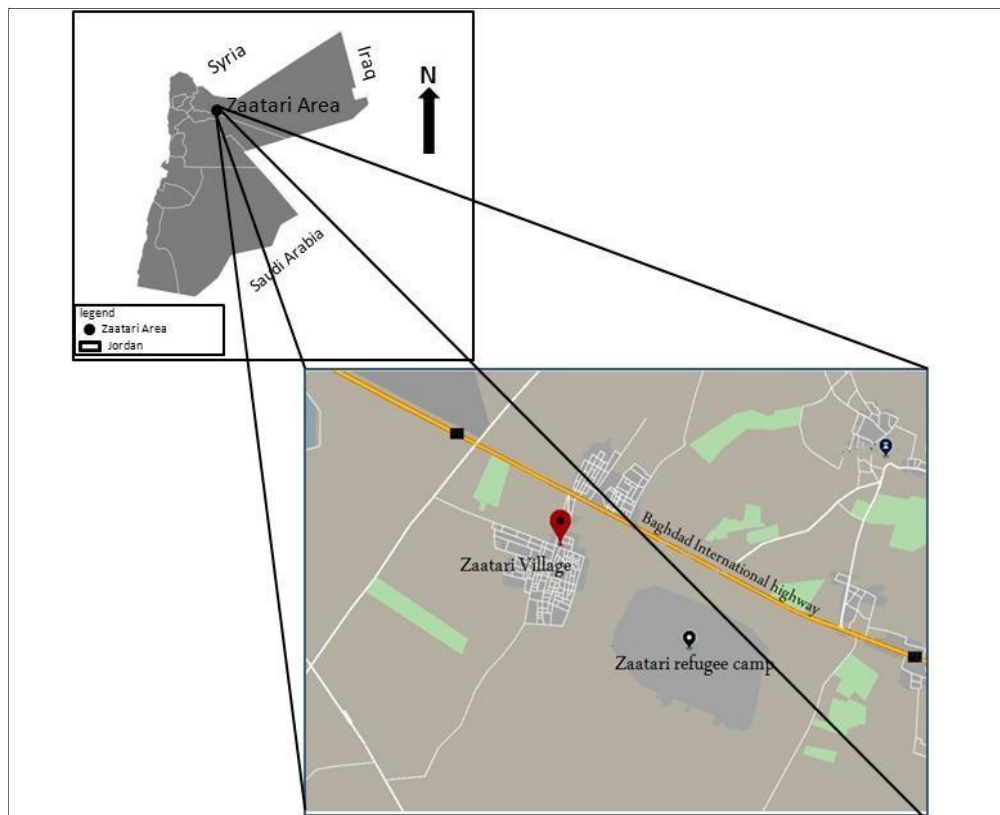 Syria
Iraq
N
Zaatari Area
Saudi Arabia
legend
Zaatari Area
Jordan
Baghdad International highway
Zaatari Village
Zaatari refugee camp